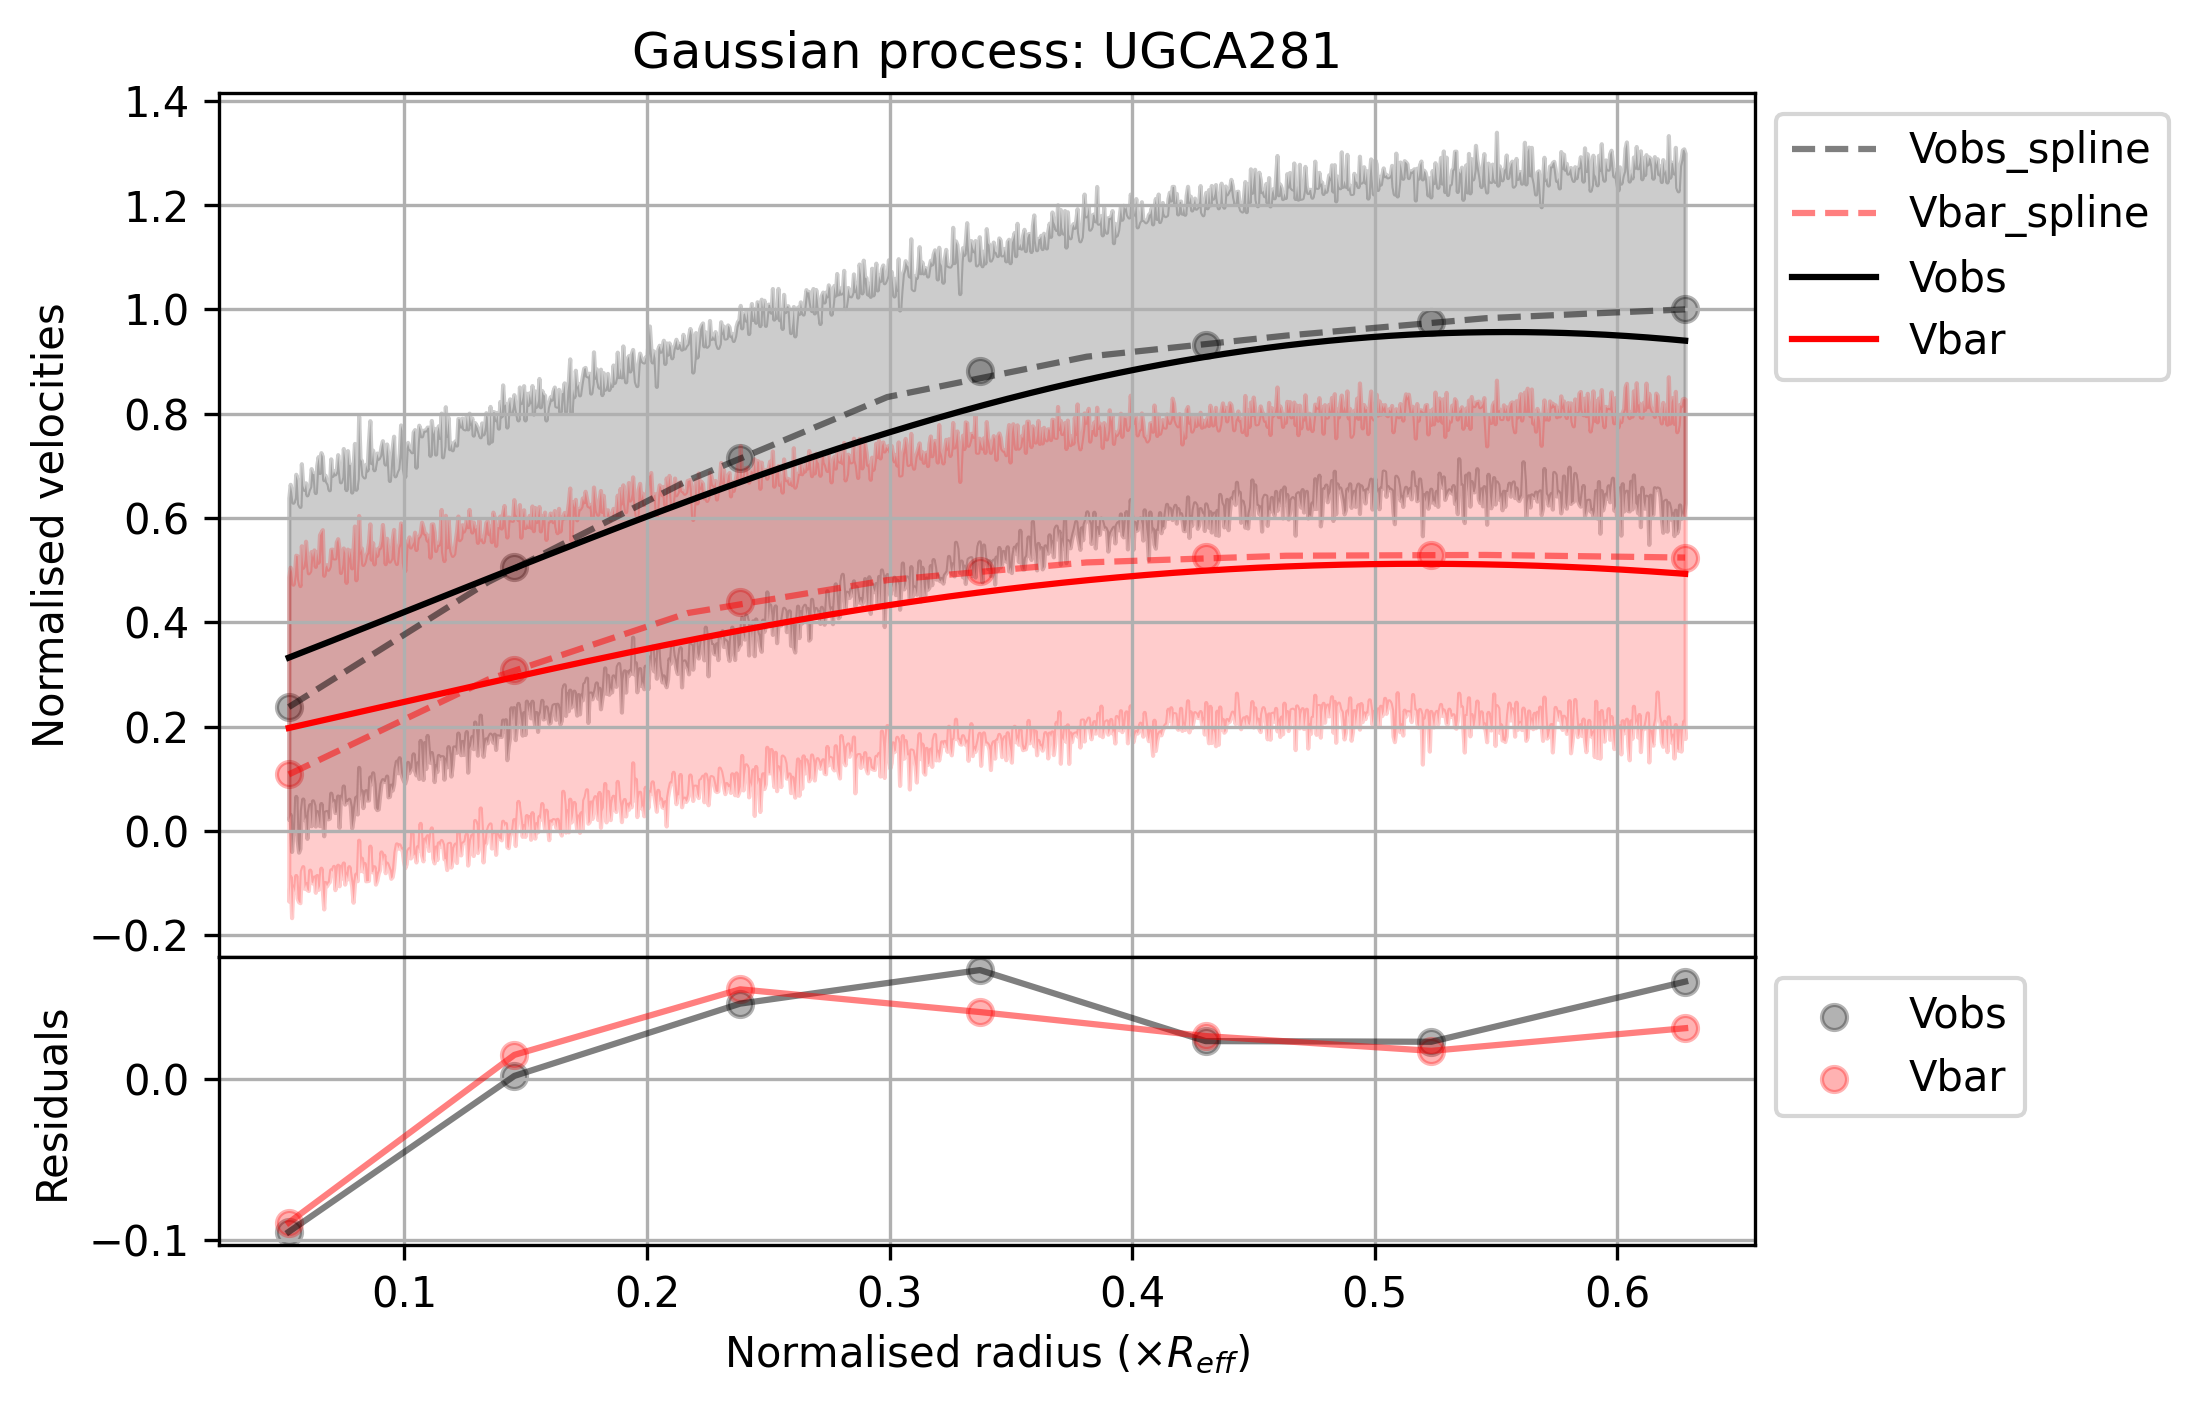 Gaussian process: UGCA281
1.4
1.2
1.0
0.8
0.6
0.4
0.2
0.0
−0.2
Normalised velocities
Vobs_spline
Vbar_spline
Vobs
Vbar
0.0
−0.1
Residuals
Vobs
Vbar
0.1 0.2 0.3 0.4 0.5 0.6
Normalised radius (×R_eff)